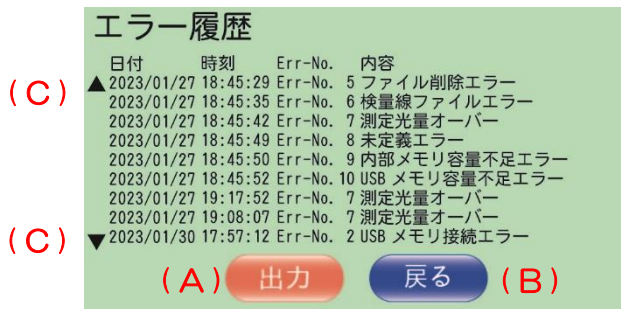 エラー履歴
日付 時刻 Err-No. 内容
(C) ▲ 2023/01/27 18:45:29 Err-No. 5 ファイル削除エラー
2023/01/27 18:45:35 Err-No. 6 検量線ファイルエラー
2023/01/27 18:45:42 Err-No. 7 測定光量オーバー
2023/01/27 18:45:49 Err-No. 8 未定義エラー
2023/01/27 18:45:50 Err-No. 9 内部メモリ容量不足エラー
2023/01/27 18:45:52 Err-No. 10 USB メモリ容量不足エラー
2023/01/27 19:17:52 Err-No. 7 測定光量オーバー
2023/01/27 19:08:07 Err-No. 7 測定光量オーバー
(C) ▼ 2023/01/30 17:57:12 Err-No. 2 USB メモリ接続エラー
(A) 出力 戻る (B)